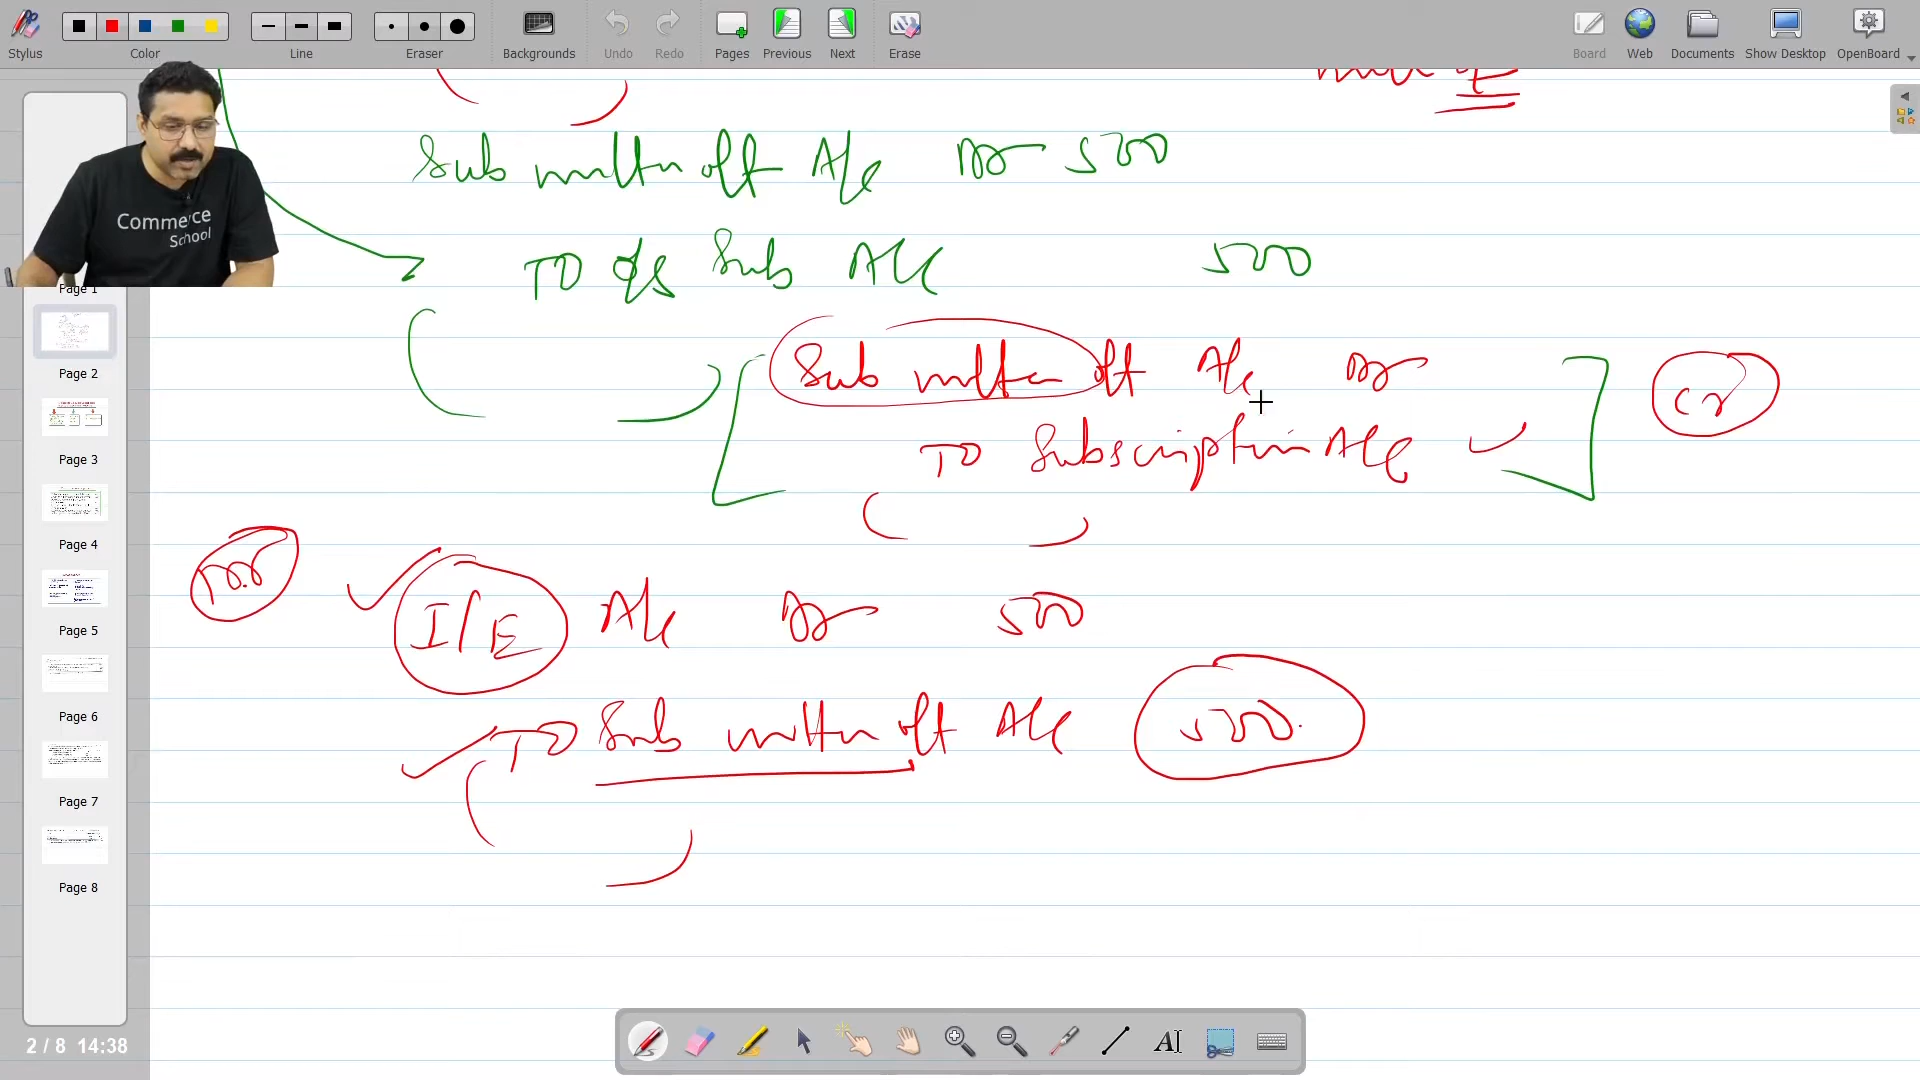 Stylus
Color
Line
Eraser
Backgrounds
Undo
Redo
Pages
Previous
Next
Erase
Board
Web
Documents
Show Desktop
OpenBoard
Commerce
School
Sub written off A/c Dr 500
To o/s Sub A/c 500
Sub written off A/c Dr
To Subscription A/c
Cr
Dr
I/E A/c Dr 500
To Sub written off A/c 500
Page 1
Page 2
Page 3
Page 4
Page 5
Page 6
Page 7
Page 8
2 / 8 14:38